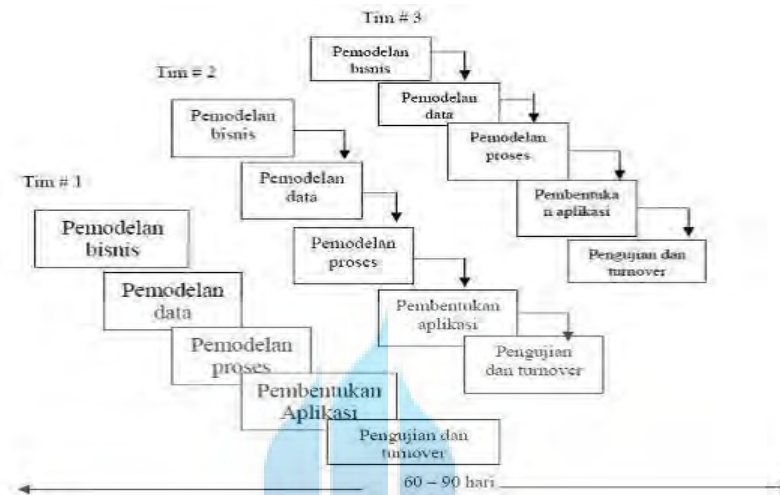 Tim # 3
Pemodelan
bisnis
Pemodelan
data
Pemodelan
proses
Pembentuka
n aplikasi
Pengujian dan
turnover
Tim # 2
Pemodelan
bisnis
Pemodelan
data
Pemodelan
proses
Pembentukan
aplikasi
Pengujian
dan turnover
Tim # 1
Pemodelan
bisnis
Pemodelan
data
Pemodelan
proses
Pembentukan
Aplikasi
Pengujian dan
turnover
60 – 90 hari